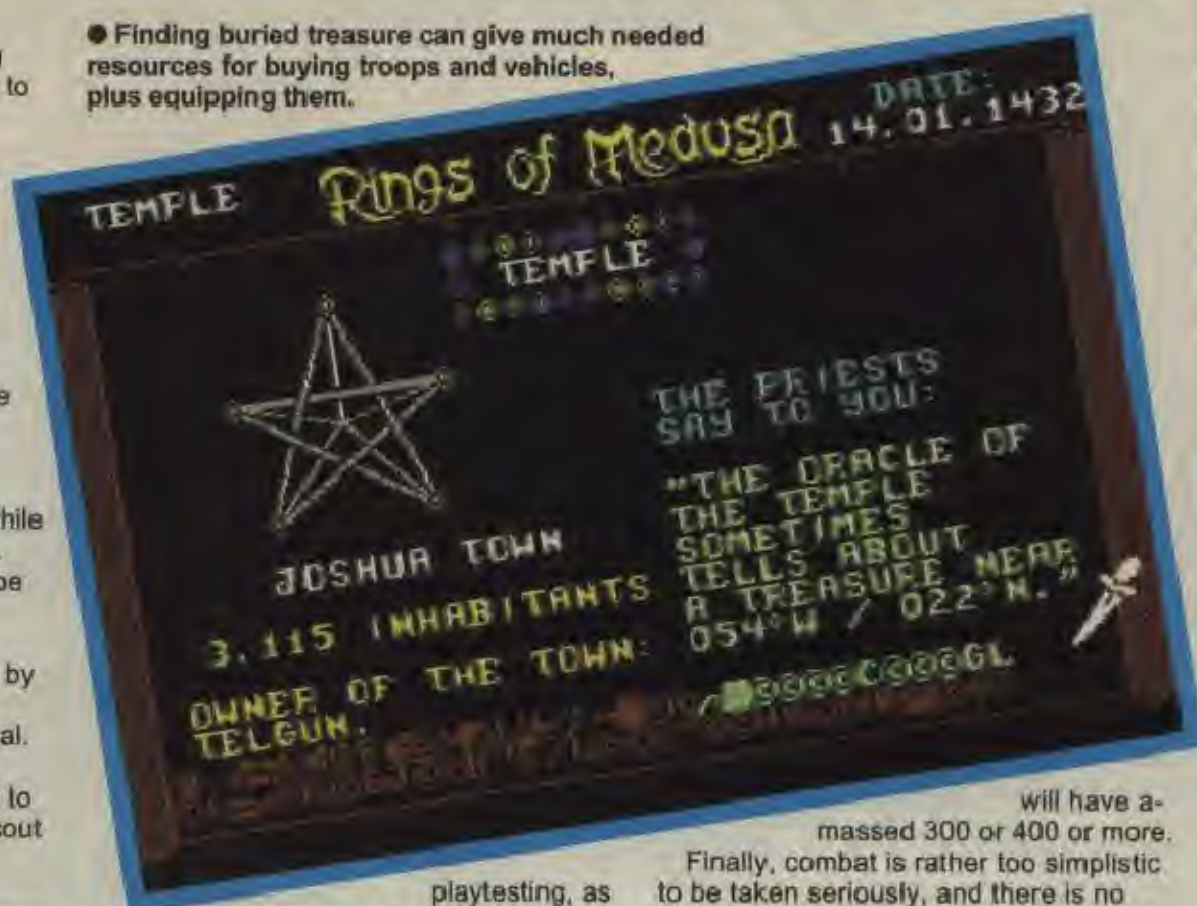 ● Finding buried treasure can give much needed
resources for buying troops and vehicles,
plus equipping them.
to
e
hile
be
by
al.
to
cout
TEMPLE
Rings of Medusa
DATE:
14.01.1432
TEMPLE
JOSHUA TOWN
3.115 INHABITANTS
OWNER OF THE TOWN:
TELGUN.
THE PRIESTS
SAY TO YOU:
"THE ORACLE OF
THE TEMPLE
SOMETIMES
TELLS ABOUT
A TREASURE NEAR
054°W / 022°N."
GL
playtesting, as
will have a-
massed 300 or 400 or more.
Finally, combat is rather too simplistic
to be taken seriously, and there is no